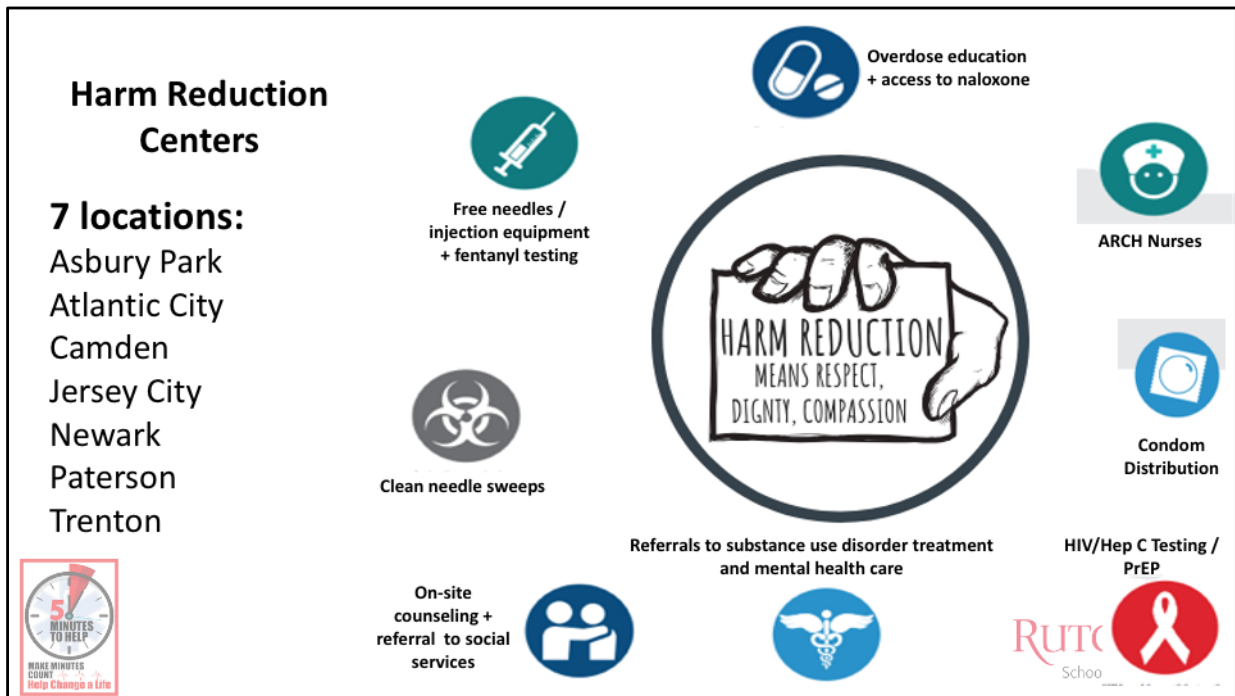 Harm Reduction
Centers
7 locations:
Asbury Park
Atlantic City
Camden
Jersey City
Newark
Paterson
Trenton
Overdose education
+ access to naloxone
Free needles /
injection equipment
+ fentanyl testing
ARCH Nurses
HARM REDUCTION
MEANS RESPECT,
DIGNTY, COMPASSION
Condom
Distribution
Clean needle sweeps
Referrals to substance use disorder treatment
and mental health care
HIV/Hep C Testing /
PrEP
On-site
counseling +
referral to social
services
5
MINUTES
TO HELP
MAKE MINUTES
COUNT
Help Change a Life